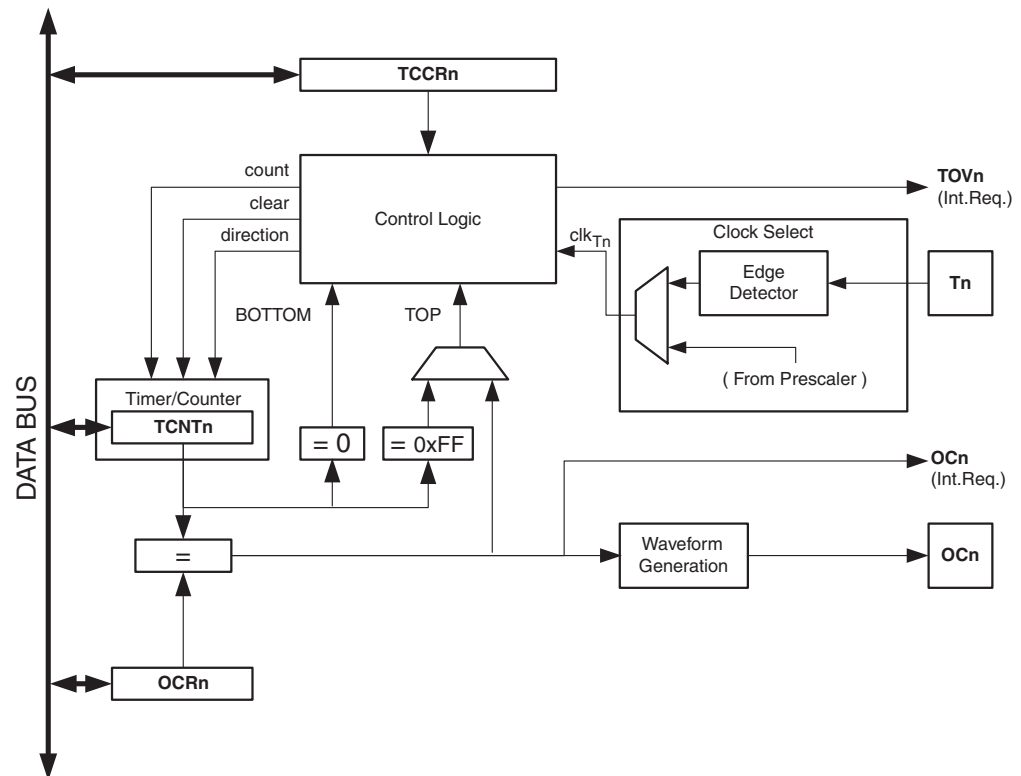 TCCRn
count
clear
direction
Control Logic
TOVn
(Int.Req.)
clkTn
Clock Select
Edge
Detector
Tn
( From Prescaler )
BOTTOM
TOP
DATA BUS
Timer/Counter
TCNTn
= 0
= 0xFF
OCn
(Int.Req.)
=
Waveform
Generation
OCn
OCRn